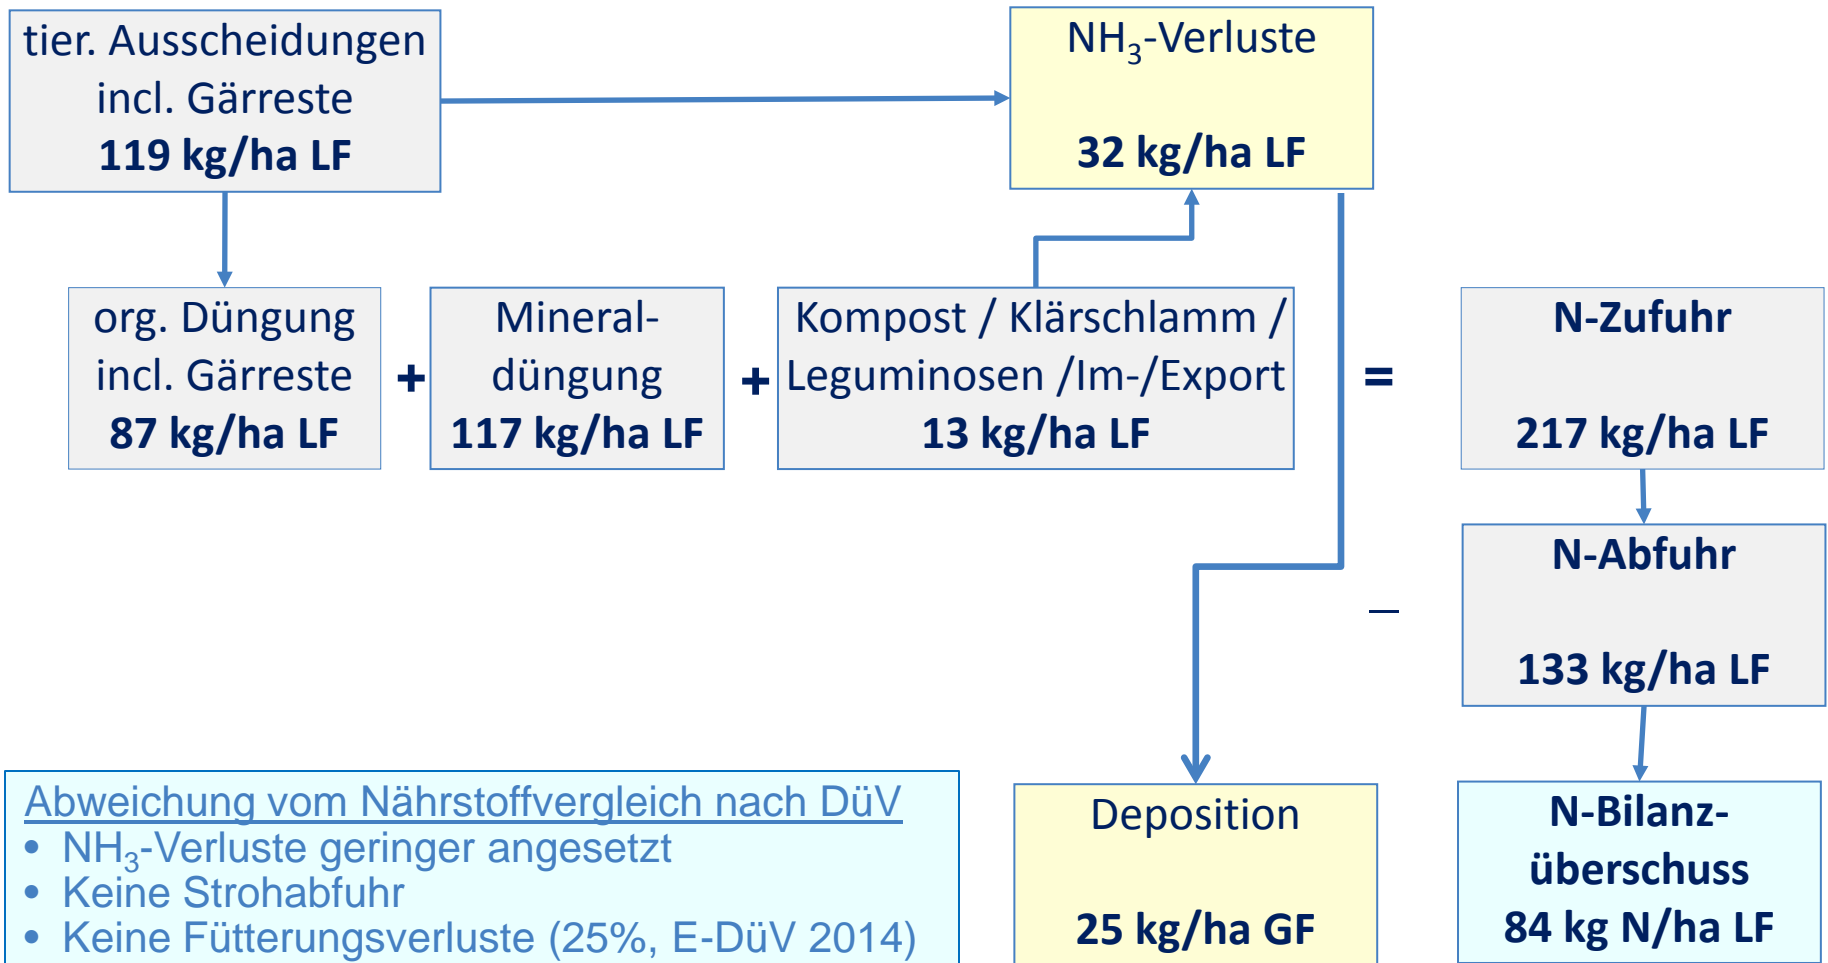 tier. Ausscheidungen
incl. Gärreste
119 kg/ha LF
NH₃-Verluste
32 kg/ha LF
org. Düngung
incl. Gärreste
87 kg/ha LF
+
Mineral-
düngung
117 kg/ha LF
+
Kompost / Klärschlamm /
Leguminosen /Im-/Export
13 kg/ha LF
=
N-Zufuhr
217 kg/ha LF
–
N-Abfuhr
133 kg/ha LF
Abweichung vom Nährstoffvergleich nach DüV
• NH₃-Verluste geringer angesetzt
• Keine Strohabfuhr
• Keine Fütterungsverluste (25%, E-DüV 2014)
Deposition
25 kg/ha GF
N-Bilanz-
überschuss
84 kg N/ha LF